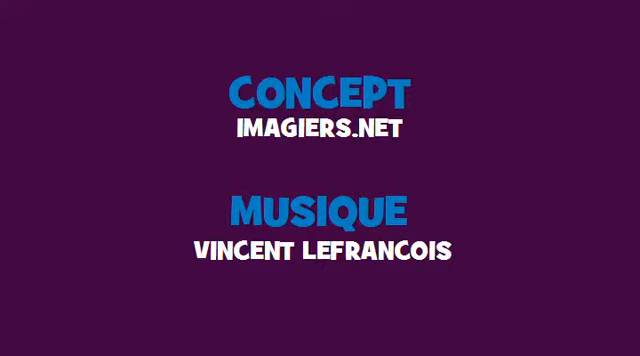 CONCEPT
IMAGIERS.NET
MUSIQUE
VINCENT LEFRANCOIS